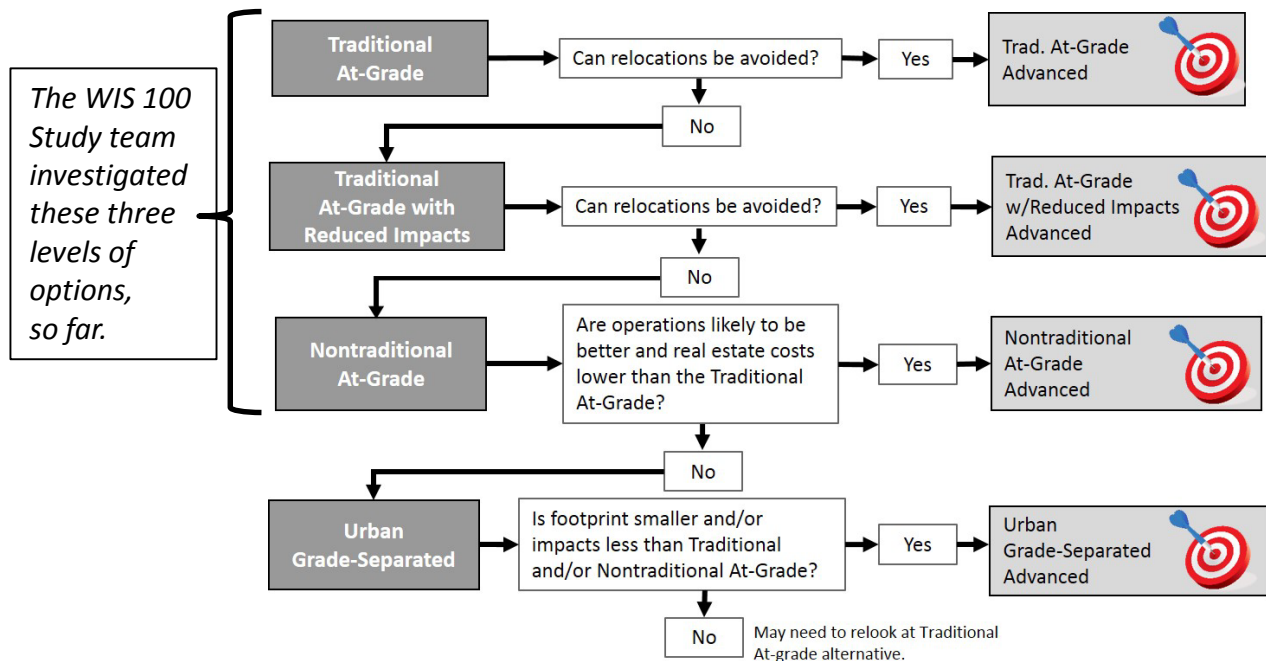 The WIS 100
Study team
investigated
these three
levels of
options,
so far.
Traditional
At-Grade
Can relocations be avoided?
Yes
Trad. At-Grade
Advanced
No
Traditional
At-Grade with
Reduced Impacts
Can relocations be avoided?
Yes
Trad. At-Grade
w/Reduced Impacts
Advanced
No
Nontraditional
At-Grade
Are operations likely to be
better and real estate costs
lower than the Traditional
At-Grade?
Yes
Nontraditional
At-Grade
Advanced
No
Urban
Grade-Separated
Is footprint smaller and/or
impacts less than Traditional
and/or Nontraditional At-Grade?
Yes
Urban
Grade-Separated
Advanced
No
May need to relook at Traditional
At-grade alternative.